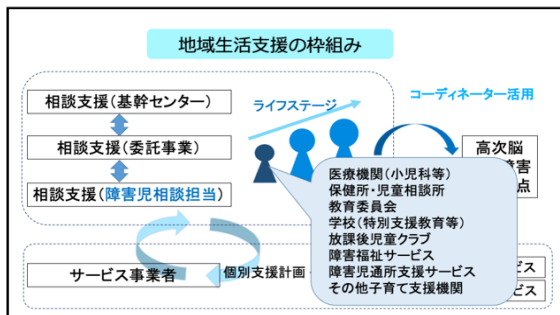 地域生活支援の枠組み
相談支援(基幹センター)
相談支援(委託事業)
相談支援(障害児相談担当)
ライフステージ
コーディネーター活用
高次脳
障害
点
医療機関(小児科等)
保健所・児童相談所
教育委員会
学校(特別支援教育等)
放課後児童クラブ
障害福祉サービス
障害児通所支援サービス
その他子育て支援機関
サービス事業者
個別支援計画
ビス
ビス